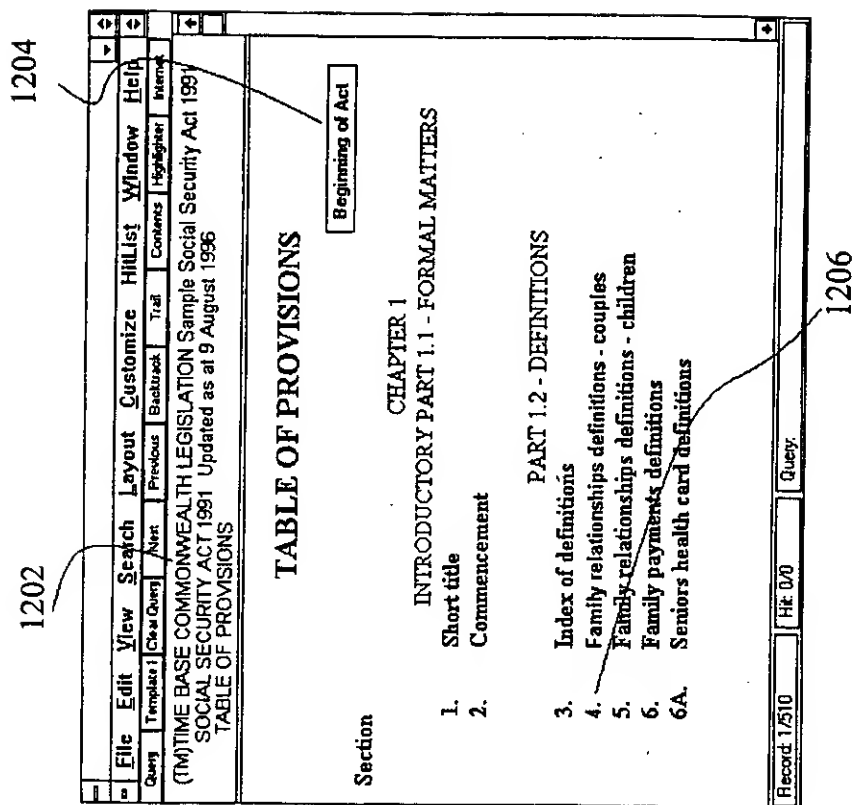 1202
1204
File Edit View Search Layout Customize HitList Window Help
Query Template 1 Clear Query Next Previous Backtrack Trail Contents Highlighter Internet
(TM)TIME BASE COMMONWEALTH LEGISLATION Sample Social Security Act 1991
SOCIAL SECURITY ACT 1991 Updated as at 9 August 1996
TABLE OF PROVISIONS
TABLE OF PROVISIONS
Beginning of Act
Section
CHAPTER 1
INTRODUCTORY PART 1.1 - FORMAL MATTERS
1. Short title
2. Commencement
PART 1.2 - DEFINITIONS
3. Index of definitions
4. Family relationships definitions - couples
5. Family relationships definitions - children
6. Family payments definitions
6A. Seniors health card definitions
Record: 1/510 Hit: 0/0 Query:
1206